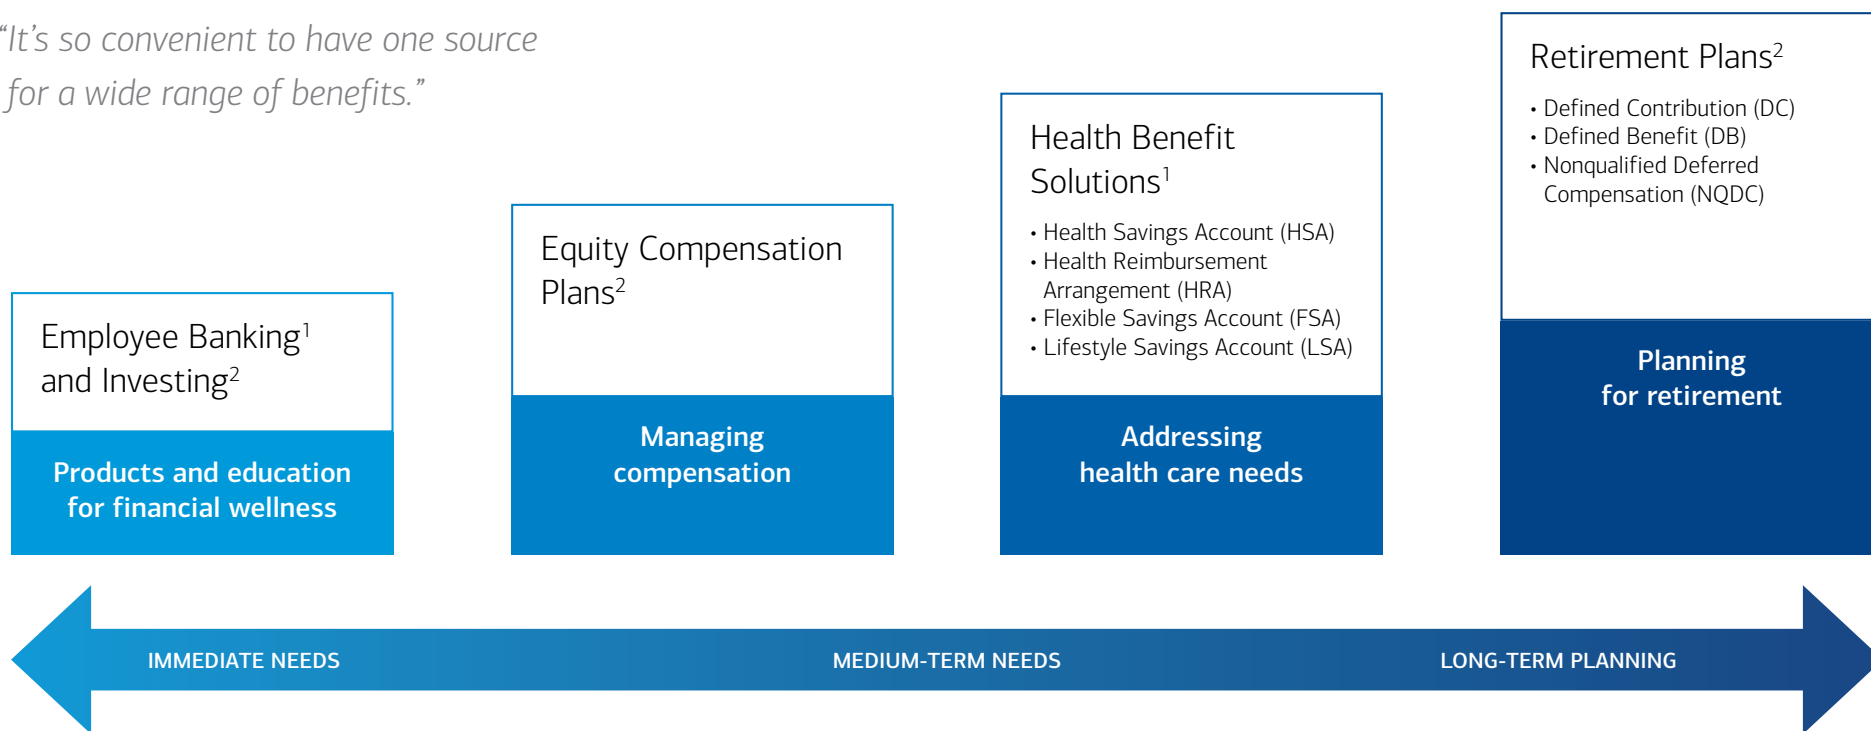 “It’s so convenient to have one source
for a wide range of benefits.”
Employee Banking¹
and Investing²
Products and education
for financial wellness
Equity Compensation
Plans²
Managing
compensation
Health Benefit
Solutions¹
• Health Savings Account (HSA)
• Health Reimbursement
Arrangement (HRA)
• Flexible Savings Account (FSA)
• Lifestyle Savings Account (LSA)
Addressing
health care needs
Retirement Plans²
• Defined Contribution (DC)
• Defined Benefit (DB)
• Nonqualified Deferred
Compensation (NQDC)
Planning
for retirement
IMMEDIATE NEEDS
MEDIUM-TERM NEEDS
LONG-TERM PLANNING